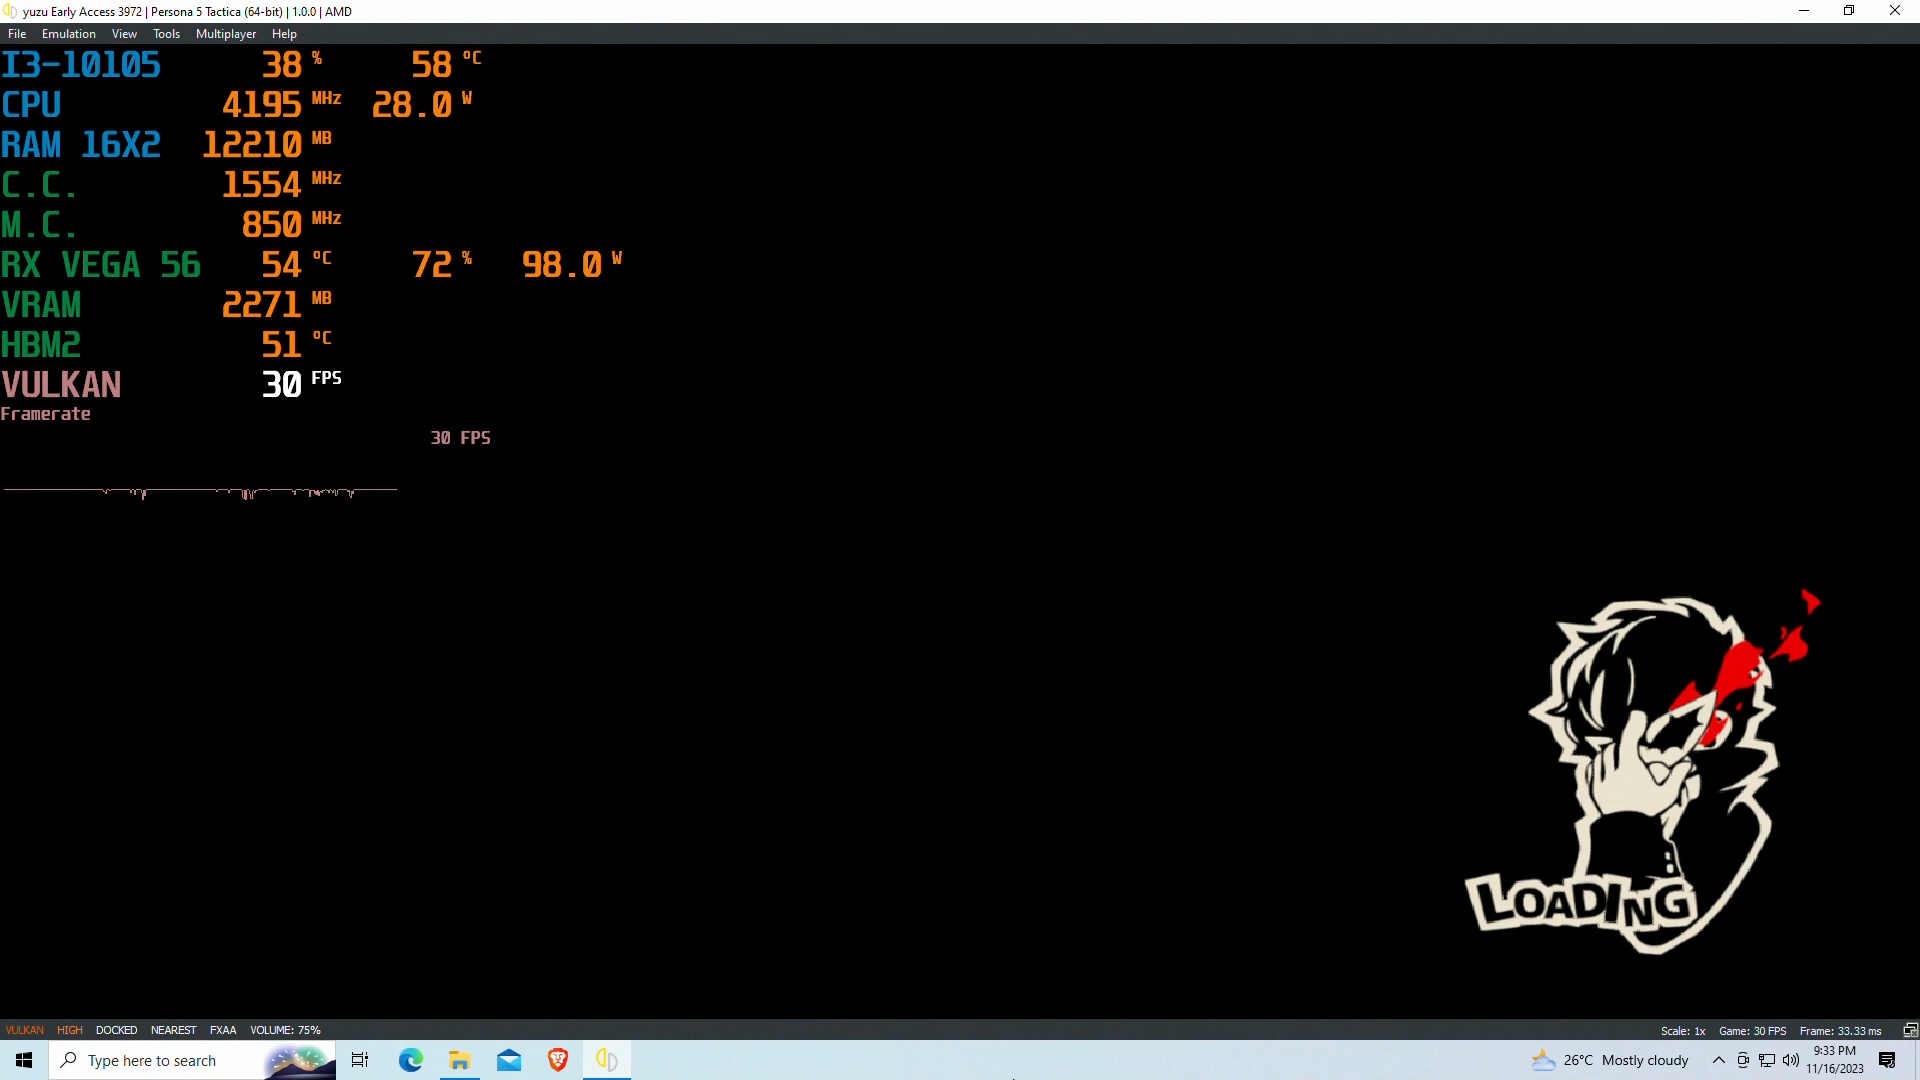 yuzu Early Access 3972 | Persona 5 Tactica (64-bit) | 1.0.0 | AMD
File Emulation View Tools Multiplayer Help
I3-10105 38 % 58 °C
CPU 4195 MHz 28.0 W
RAM 16X2 12210 MB
C.C. 1554 MHz
M.C. 850 MHz
RX VEGA 56 54 °C 72 % 98.0 W
VRAM 2271 MB
HBM2 51 °C
VULKAN 30 FPS
Framerate
30 FPS
LOADING
VULKAN HIGH DOCKED NEAREST FXAA VOLUME: 75% Scale: 1x Game: 30 FPS Frame: 33.33 ms
Type here to search 26°C Mostly cloudy 9:33 PM
11/16/2023